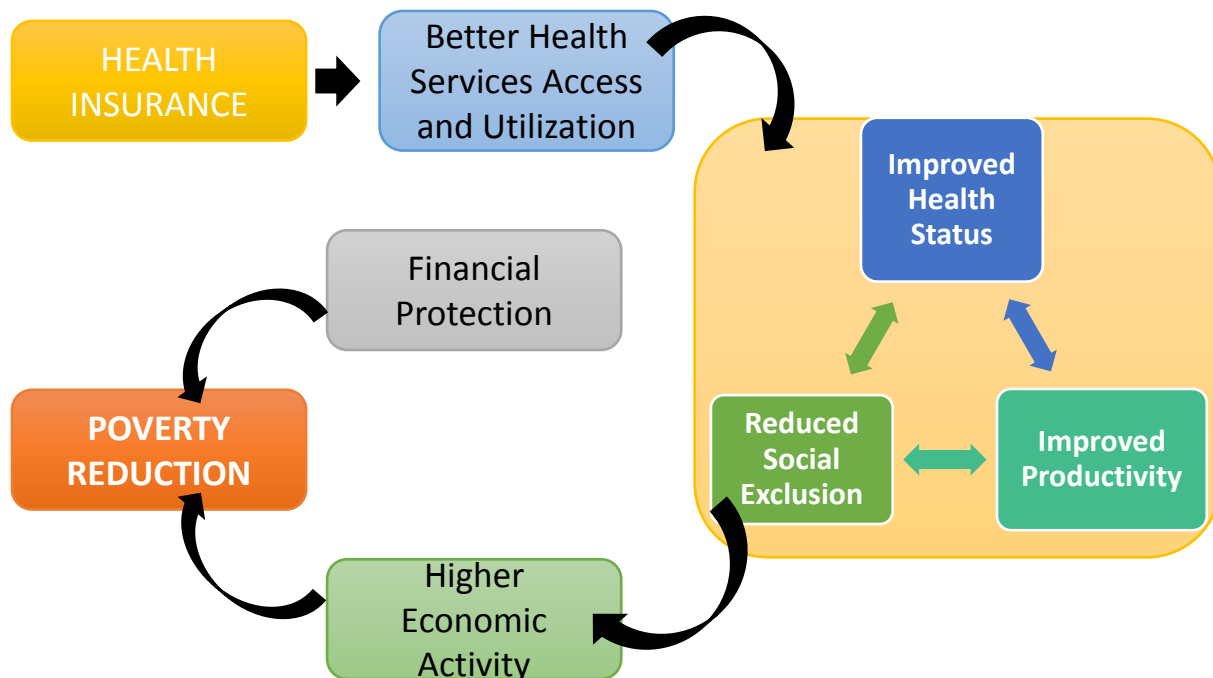 HEALTH
INSURANCE
Better Health
Services Access
and Utilization
Improved
Health
Status
Financial
Protection
POVERTY
REDUCTION
Reduced
Social
Exclusion
Improved
Productivity
Higher
Economic
Activity